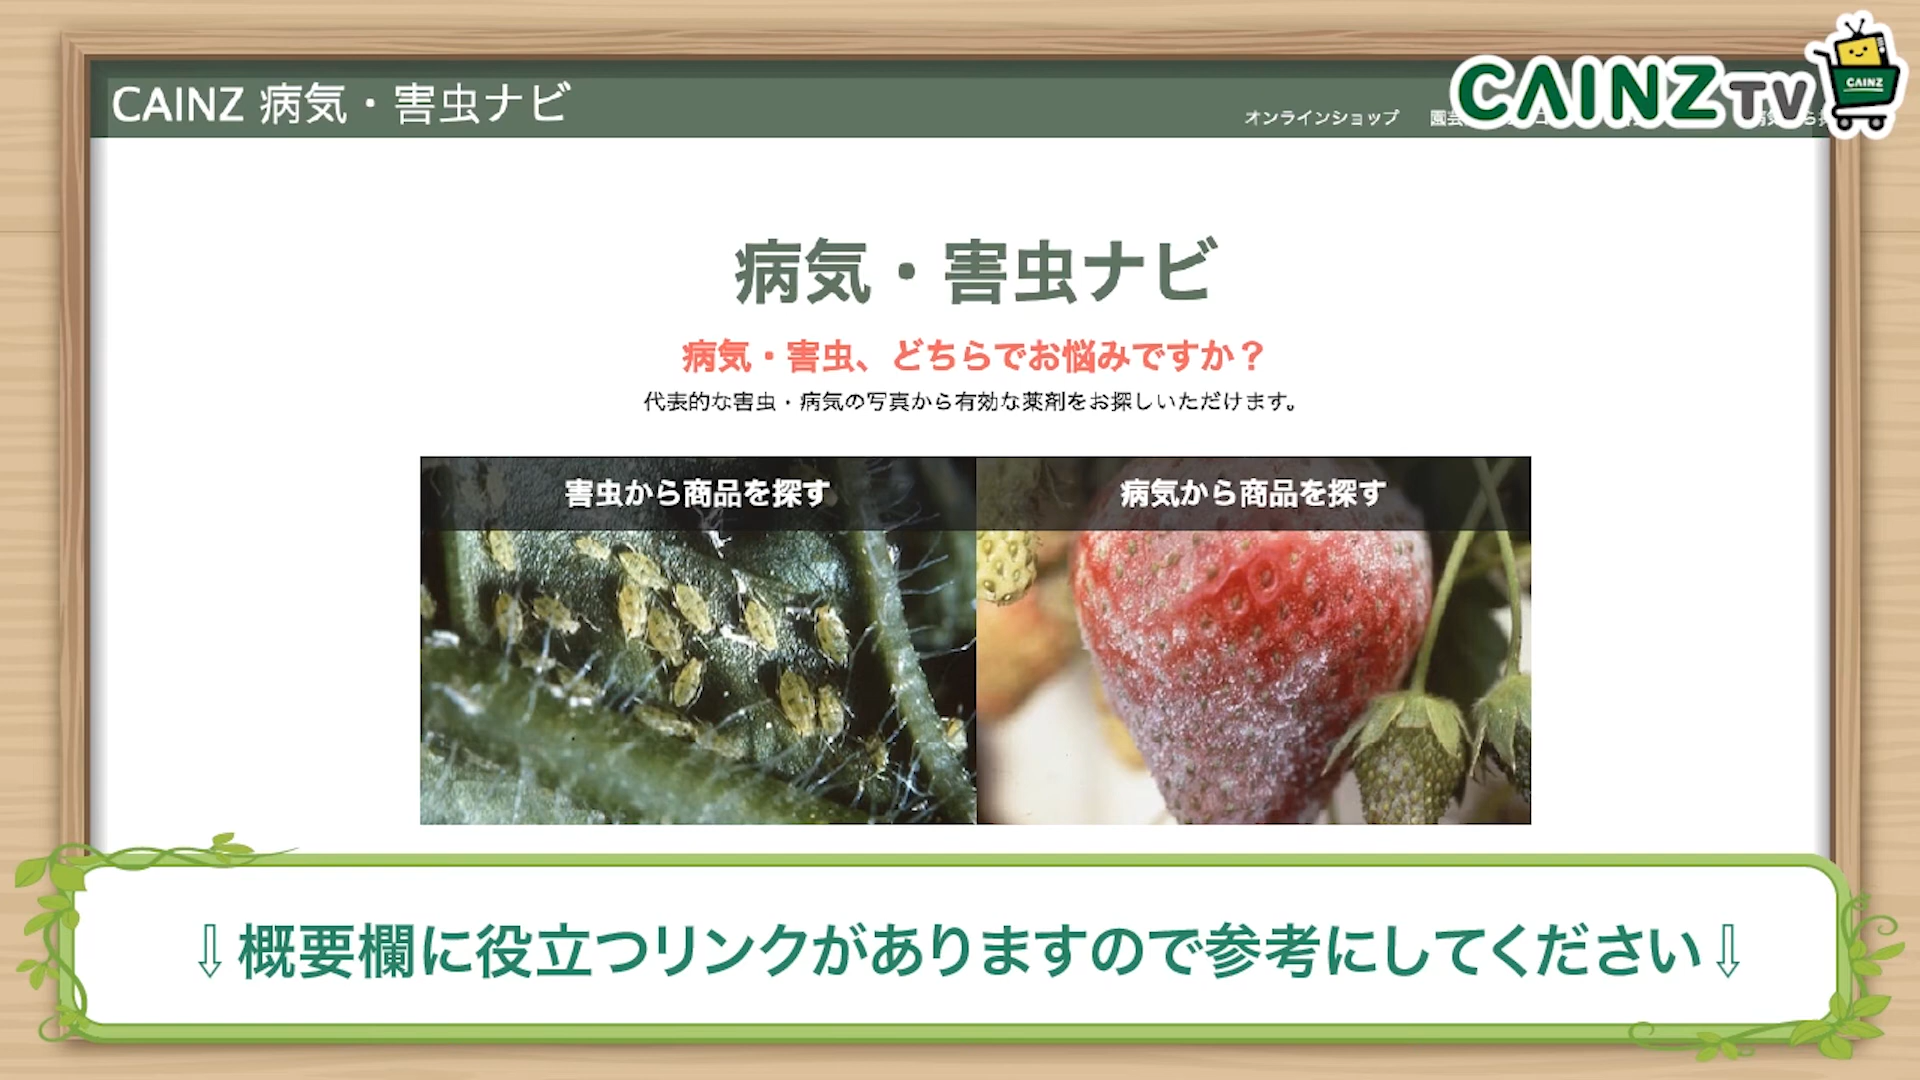 CAINZ 病気・害虫ナビ
オンラインショップ
CAINZ TV
CAINZ
病気・害虫ナビ
病気・害虫、どちらでお悩みですか？
代表的な害虫・病気の写真から有効な薬剤をお探しいただけます。
害虫から商品を探す
病気から商品を探す
⇩概要欄に役立つリンクがありますので参考にしてください⇩